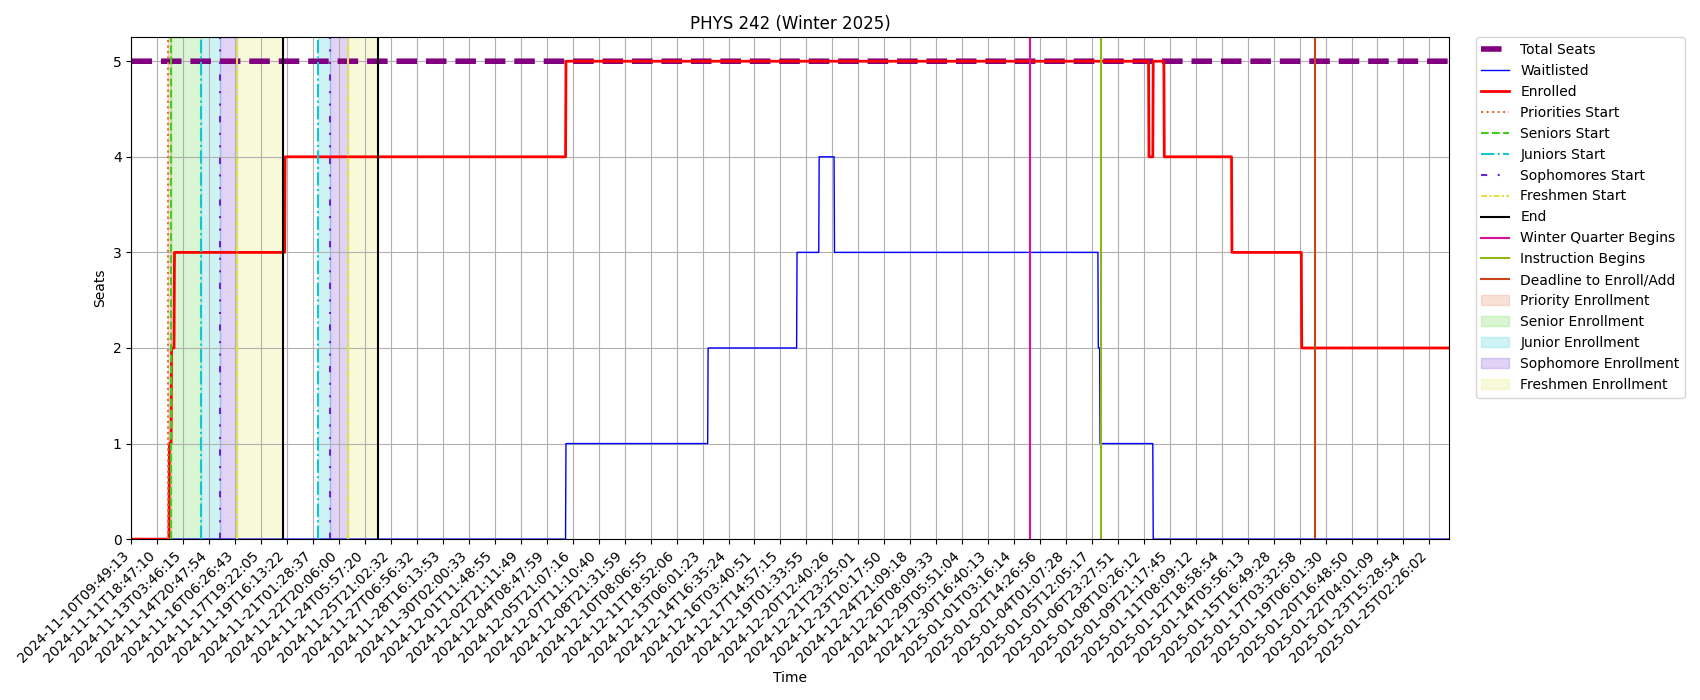 PHYS 242 (Winter 2025)
5
4
3
2
1
0
Seats
2024-11-10T09:49:13
2024-11-11T18:47:10
2024-11-13T03:46:15
2024-11-14T20:47:54
2024-11-16T06:26:43
2024-11-17T19:22:05
2024-11-19T16:13:22
2024-11-21T01:28:37
2024-11-22T20:06:00
2024-11-24T05:57:20
2024-11-25T21:02:32
2024-11-27T06:56:32
2024-11-28T16:13:53
2024-11-30T02:00:33
2024-12-01T11:48:55
2024-12-02T21:11:49
2024-12-04T08:47:59
2024-12-05T21:07:16
2024-12-07T11:10:40
2024-12-08T21:31:59
2024-12-10T08:06:55
2024-12-11T18:52:06
2024-12-13T06:01:23
2024-12-14T16:35:24
2024-12-16T03:40:51
2024-12-17T14:57:15
2024-12-19T01:33:55
2024-12-20T12:40:26
2024-12-21T23:25:01
2024-12-23T10:17:50
2024-12-24T21:09:18
2024-12-26T08:09:33
2024-12-29T05:51:04
2024-12-30T16:40:13
2025-01-01T03:16:14
2025-01-02T14:26:56
2025-01-04T01:07:28
2025-01-05T12:05:17
2025-01-06T23:27:51
2025-01-08T10:26:12
2025-01-09T21:17:45
2025-01-11T08:09:12
2025-01-12T18:58:54
2025-01-14T05:56:13
2025-01-15T16:49:28
2025-01-17T03:32:58
2025-01-19T06:01:30
2025-01-20T16:48:50
2025-01-22T04:01:09
2025-01-23T15:28:54
2025-01-25T02:26:02
Time
Total Seats
Waitlisted
Enrolled
Priorities Start
Seniors Start
Juniors Start
Sophomores Start
Freshmen Start
End
Winter Quarter Begins
Instruction Begins
Deadline to Enroll/Add
Priority Enrollment
Senior Enrollment
Junior Enrollment
Sophomore Enrollment
Freshmen Enrollment